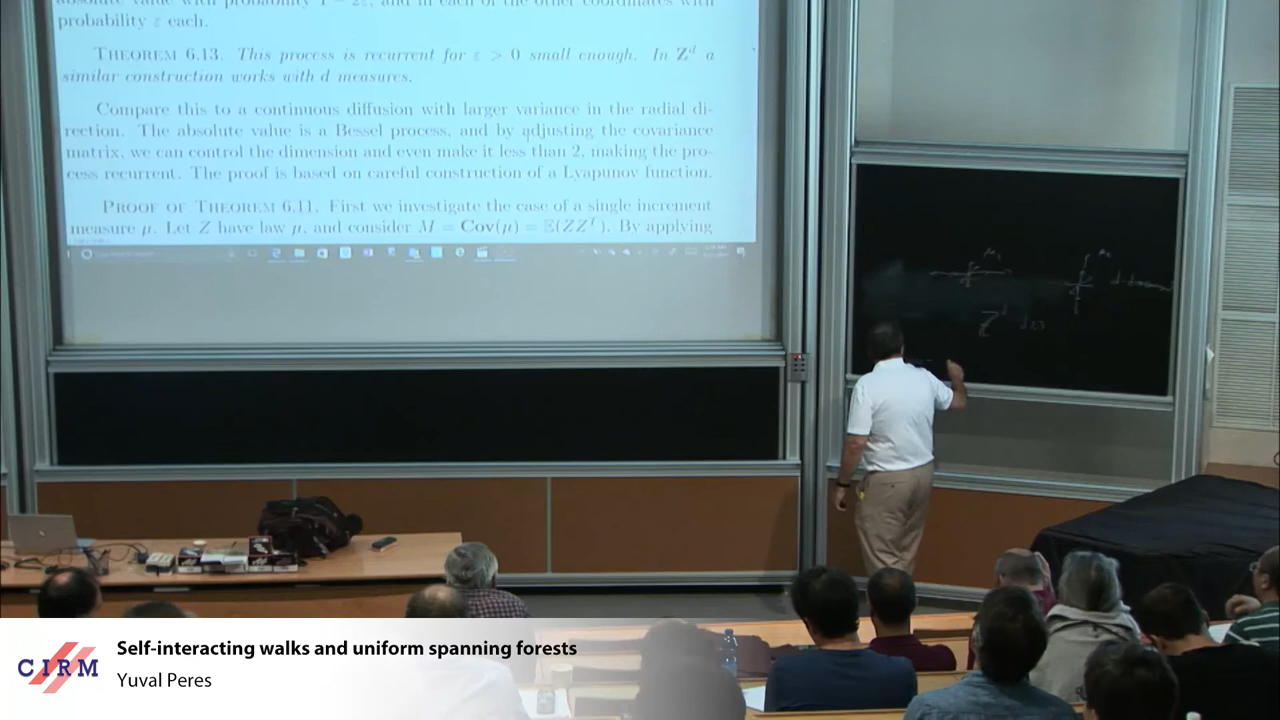 absolute value with probability 1 − 2ε, and in each of the other coordinates with
probability ε each.
THEOREM 6.13. This process is recurrent for ε > 0 small enough. In Z^d a
similar construction works with d measures.
Compare this to a continuous diffusion with larger variance in the radial di-
rection. The absolute value is a Bessel process, and by adjusting the covariance
matrix, we can control the dimension and even make it less than 2, making the pro-
cess recurrent. The proof is based on careful construction of a Lyapunov function.
PROOF OF THEOREM 6.11. First we investigate the case of a single increment
measure μ. Let Z have law μ, and consider M = Cov(μ) = E(ZZ^T). By applying
μ₁
Z^d d≥3
CIRM
Self-interacting walks and uniform spanning forests
Yuval Peres